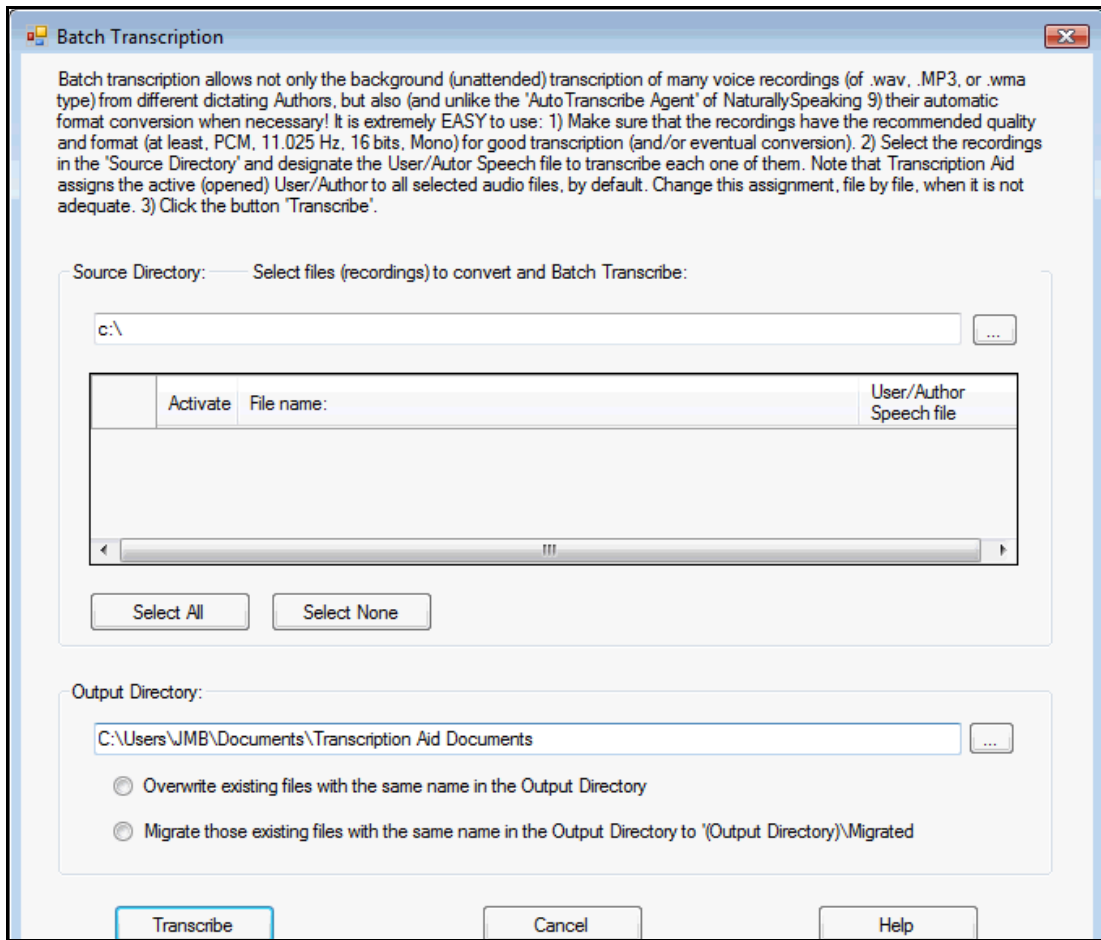 Batch Transcription
Batch transcription allows not only the background (unattended) transcription of many voice recordings (of .wav, .MP3, or .wma
type) from different dictating Authors, but also (and unlike the 'AutoTranscribe Agent' of NaturallySpeaking 9) their automatic
format conversion when necessary! It is extremely EASY to use: 1) Make sure that the recordings have the recommended quality
and format (at least, PCM, 11.025 Hz, 16 bits, Mono) for good transcription (and/or eventual conversion). 2) Select the recordings
in the 'Source Directory' and designate the User/Autor Speech file to transcribe each one of them. Note that Transcription Aid
assigns the active (opened) User/Author to all selected audio files, by default. Change this assignment, file by file, when it is not
adequate. 3) Click the button 'Transcribe'.
Source Directory: Select files (recordings) to convert and Batch Transcribe:
c:\
...
Activate File name: User/Author
Speech file
Select All Select None
Output Directory:
C:\Users\JMB\Documents\Transcription Aid Documents
...
Overwrite existing files with the same name in the Output Directory
Migrate those existing files with the same name in the Output Directory to '(Output Directory)\Migrated
Transcribe Cancel Help